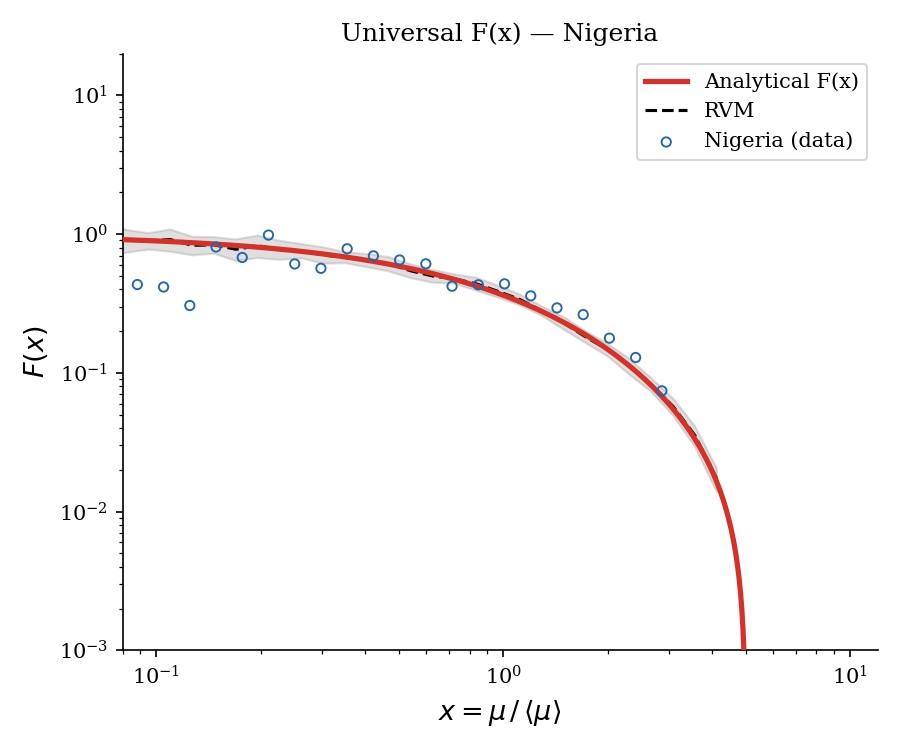 Universal F(x) — Nigeria
Analytical F(x)
RVM
Nigeria (data)
10¹
10⁰
10⁻¹
10⁻²
10⁻³
F(x)
10⁻¹
10⁰
10¹
x = μ / ⟨μ⟩